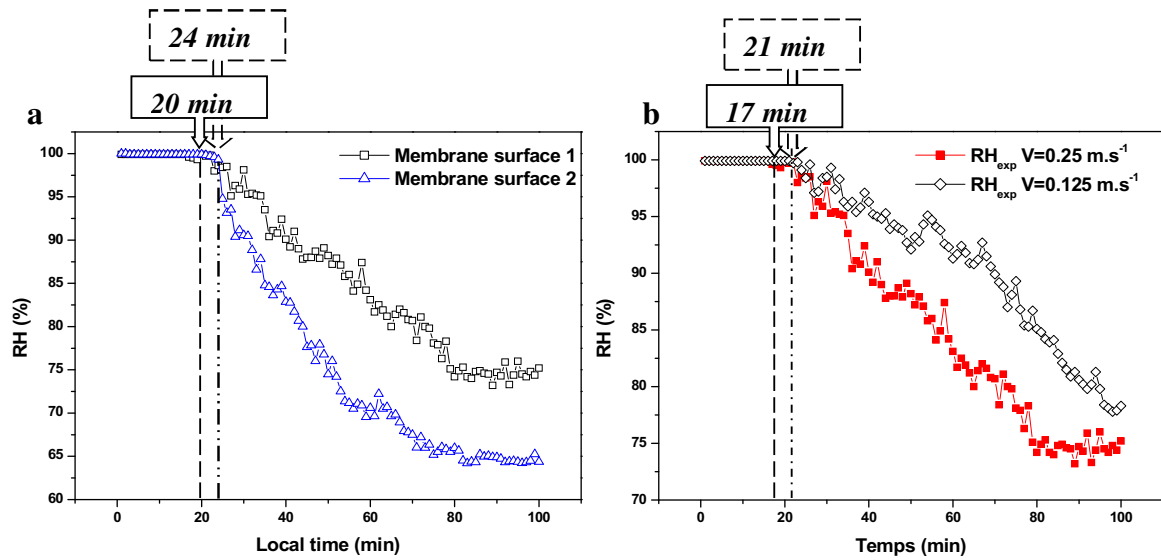 24 min
20 min
a
100
95
90
85
80
75
70
65
60
RH (%)
Membrane surface 1
Membrane surface 2
0 20 40 60 80 100
Local time (min)
21 min
17 min
b
100
95
90
85
80
75
70
RH (%)
RHexp V=0.25 m.s-1
RHexp V=0.125 m.s-1
0 20 40 60 80 100
Temps (min)